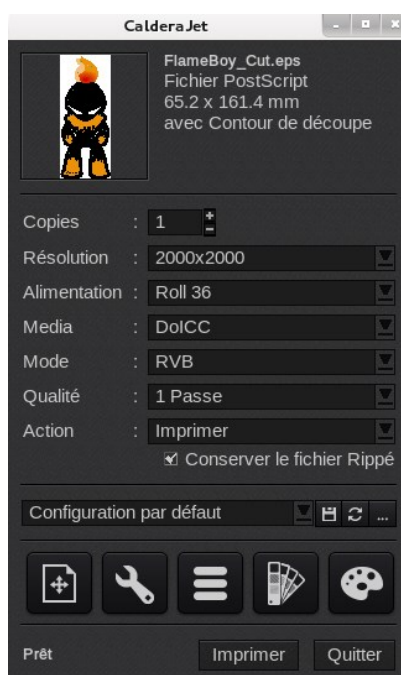 CalderaJet
FlameBoy_Cut.eps
Fichier PostScript
65.2 x 161.4 mm
avec Contour de découpe
Copies : 1
Résolution : 2000x2000
Alimentation : Roll 36
Media : DoICC
Mode : RVB
Qualité : 1 Passe
Action : Imprimer
Conserver le fichier Rippé
Configuration par défaut ...
Prêt Imprimer Quitter